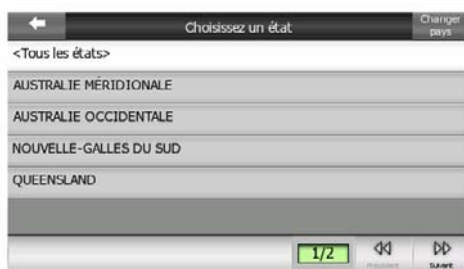 Choisissez un état
Changer
pays
<Tous les états>
AUSTRALIE MÉRIDIONALE
AUSTRALIE OCCIDENTALE
NOUVELLE-GALLES DU SUD
QUEENSLAND
1/2
Précédent
Suivant